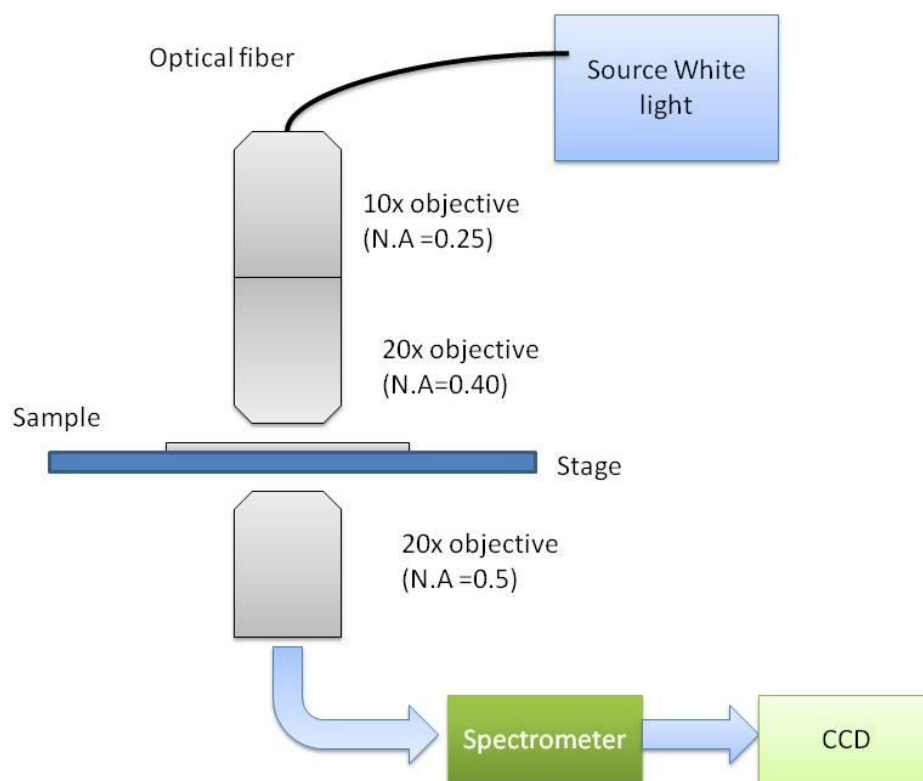 Optical fiber
Source White
light
10x objective
(N.A =0.25)
20x objective
(N.A=0.40)
Sample
Stage
20x objective
(N.A =0.5)
Spectrometer
CCD